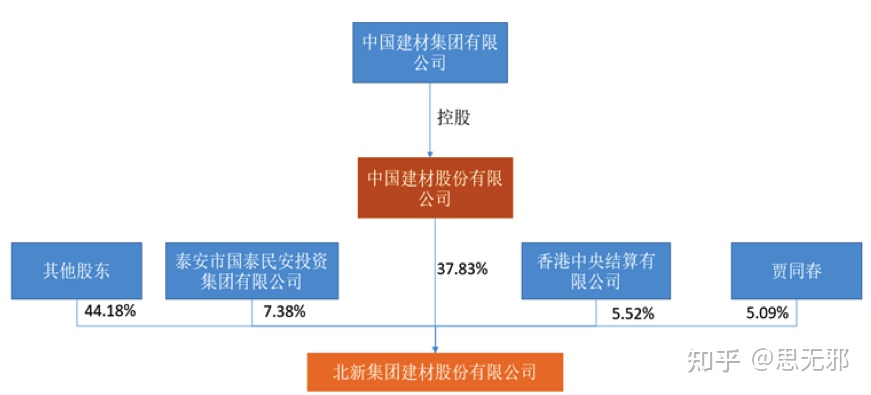 中国建材集团有限
公司
控股
中国建材股份有限
公司
其他股东
泰安市国泰民安投资
集团有限公司
37.83%
香港中央结算有
限公司
贾同春
44.18%
7.38%
5.52%
5.09%
北新集团建材股份有限公司
知乎 @思无邪